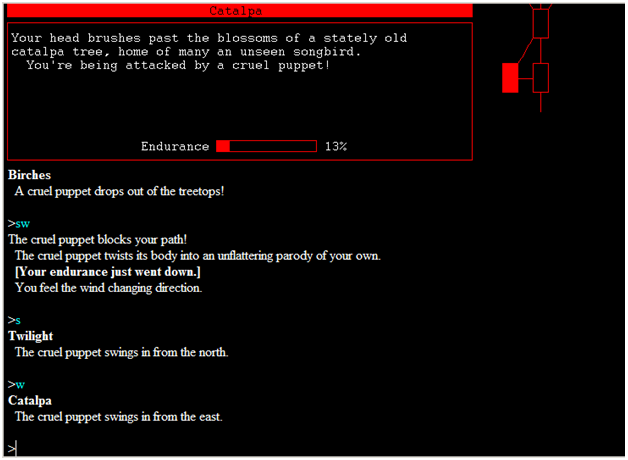 Catalpa
Your head brushes past the blossoms of a stately old
catalpa tree, home of many an unseen songbird.
You're being attacked by a cruel puppet!
Endurance 13%
Birches
A cruel puppet drops out of the treetops!
>sw
The cruel puppet blocks your path!
The cruel puppet twists its body into an unflattering parody of your own.
[Your endurance just went down.]
You feel the wind changing direction.
>s
Twilight
The cruel puppet swings in from the north.
>w
Catalpa
The cruel puppet swings in from the east.
>